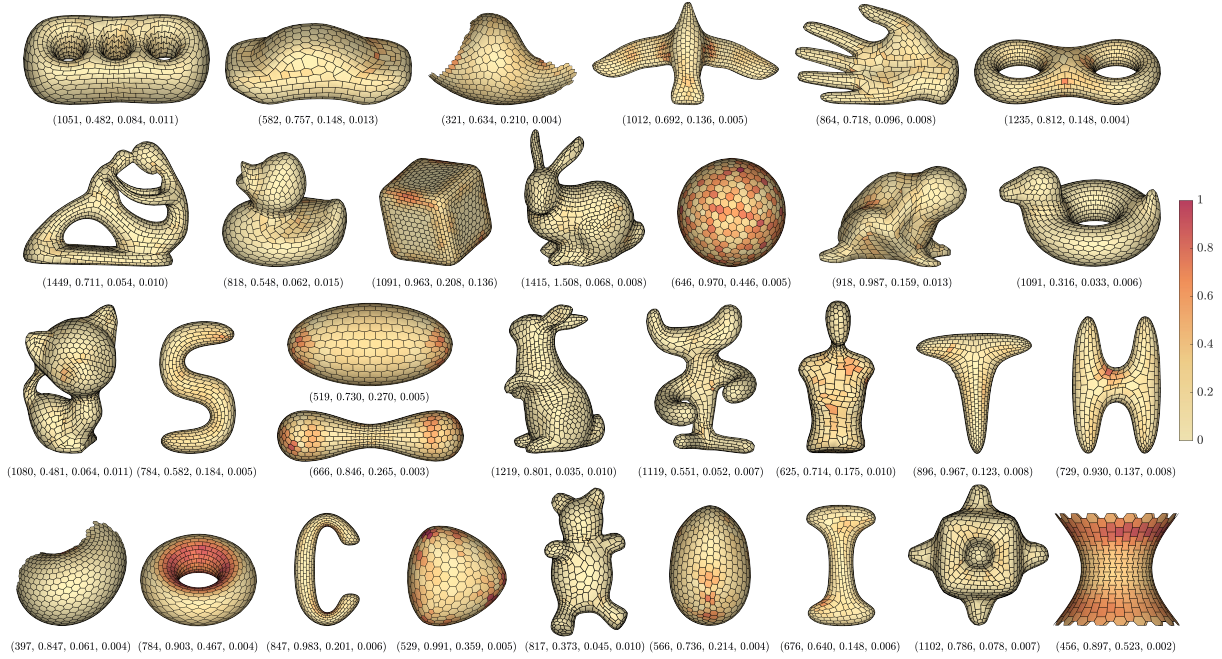 (1051, 0.482, 0.084, 0.011)
(582, 0.757, 0.148, 0.013)
(321, 0.634, 0.210, 0.004)
(1012, 0.692, 0.136, 0.005)
(864, 0.718, 0.096, 0.008)
(1235, 0.812, 0.148, 0.004)
(1449, 0.711, 0.054, 0.010)
(818, 0.548, 0.062, 0.015)
(1091, 0.963, 0.208, 0.136)
(1415, 1.508, 0.068, 0.008)
(646, 0.970, 0.446, 0.005)
(918, 0.987, 0.159, 0.013)
(1091, 0.316, 0.033, 0.006)
1
0.8
0.6
0.4
0.2
0
(519, 0.730, 0.270, 0.005)
(1080, 0.481, 0.064, 0.011)
(784, 0.582, 0.184, 0.005)
(666, 0.846, 0.265, 0.003)
(1219, 0.801, 0.035, 0.010)
(1119, 0.551, 0.052, 0.007)
(625, 0.714, 0.175, 0.010)
(896, 0.967, 0.123, 0.008)
(729, 0.930, 0.137, 0.008)
(397, 0.847, 0.061, 0.004)
(784, 0.903, 0.467, 0.004)
(847, 0.983, 0.201, 0.006)
(529, 0.991, 0.359, 0.005)
(817, 0.373, 0.045, 0.010)
(566, 0.736, 0.214, 0.004)
(676, 0.640, 0.148, 0.006)
(1102, 0.786, 0.078, 0.007)
(456, 0.897, 0.523, 0.002)